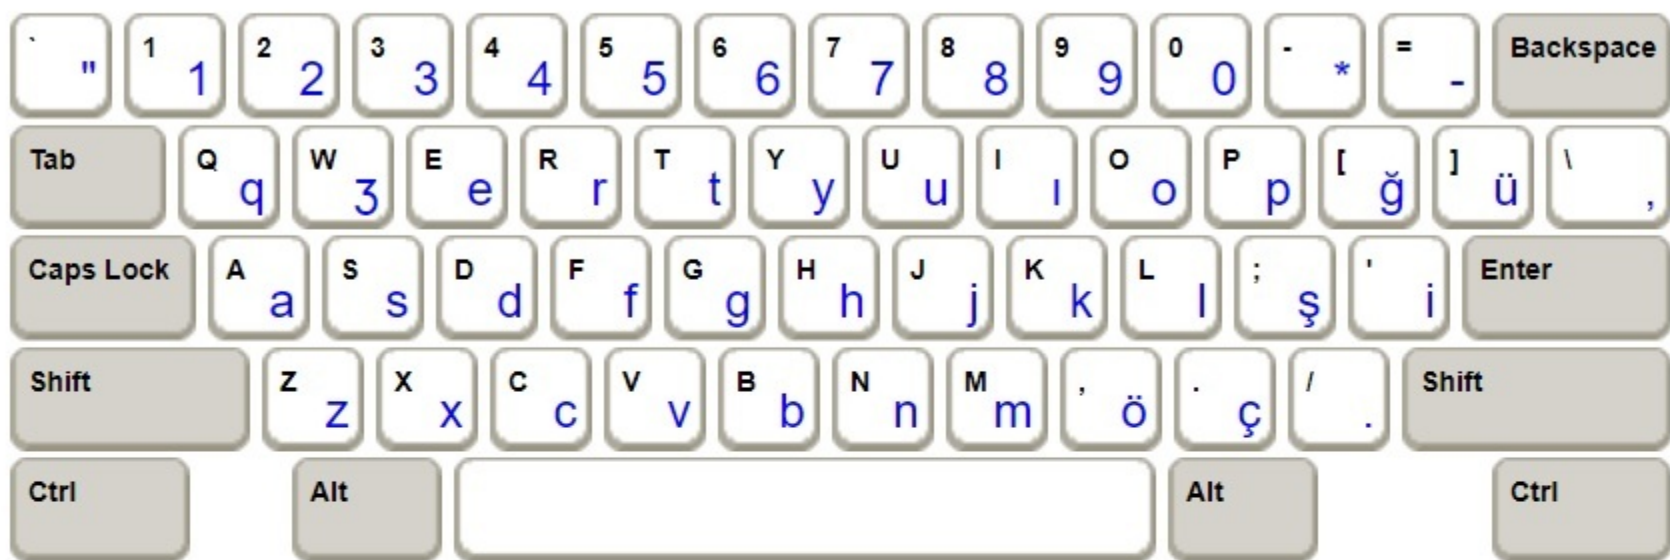 ` " 1 1 2 2 3 3 4 4 5 5 6 6 7 7 8 8 9 9 0 0 - * = - Backspace
Tab Q q W ʒ E e R r T t Y y U u I ı O o P p [ ğ ] ü \ ,
Caps Lock A a S s D d F f G g H h J j K k L l ; ş ' i Enter
Shift Z z X x C c V v B b N n M m , ö . ç / . Shift
Ctrl Alt Alt Ctrl